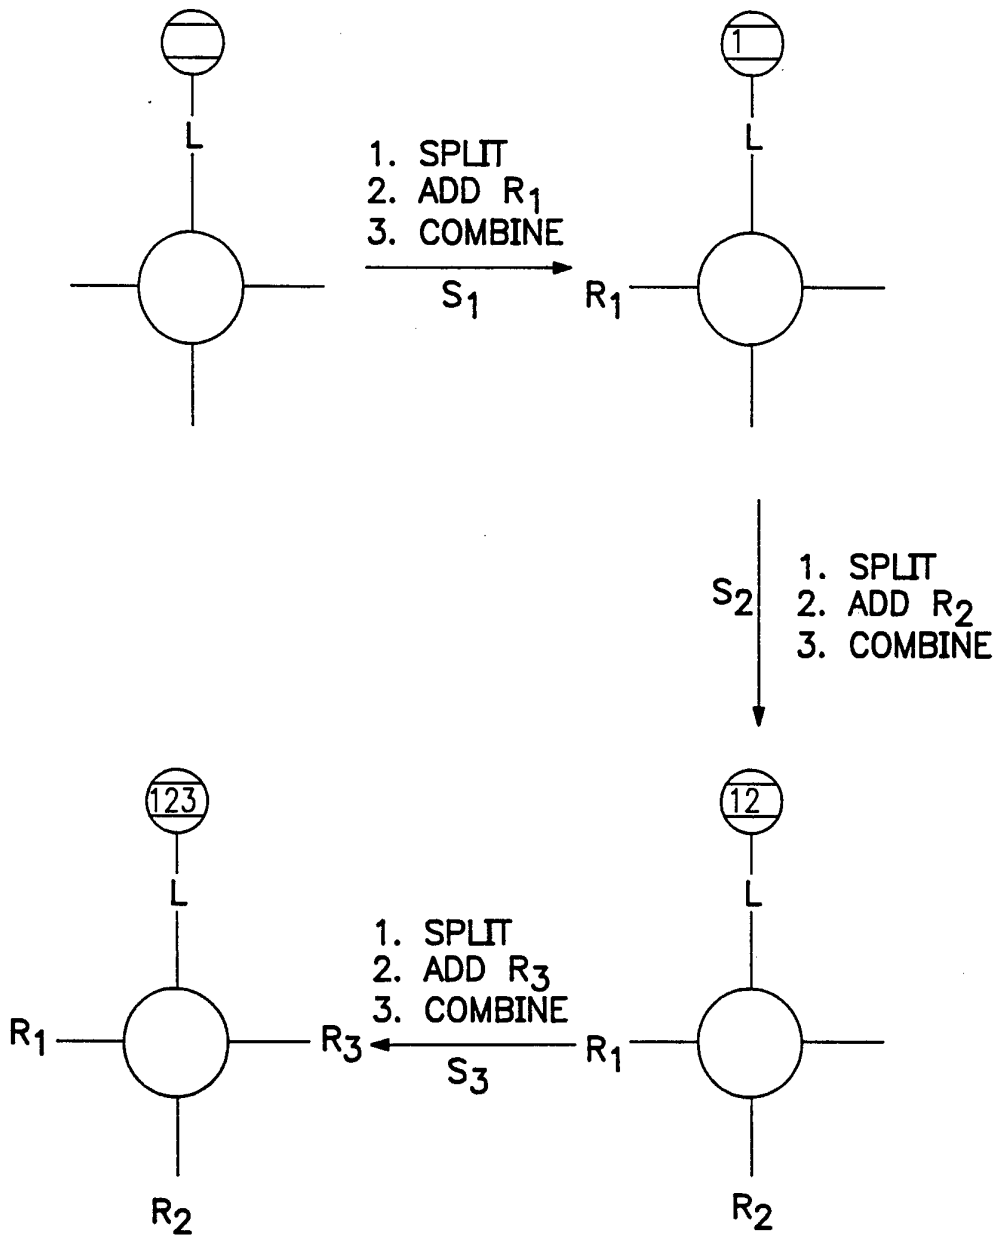 L
1. SPLIT
2. ADD R1
3. COMBINE
S1
1
L
R1
S2
1. SPLIT
2. ADD R2
3. COMBINE
12
L
R1
R2
1. SPLIT
2. ADD R3
3. COMBINE
S3
123
L
R1
R3
R2